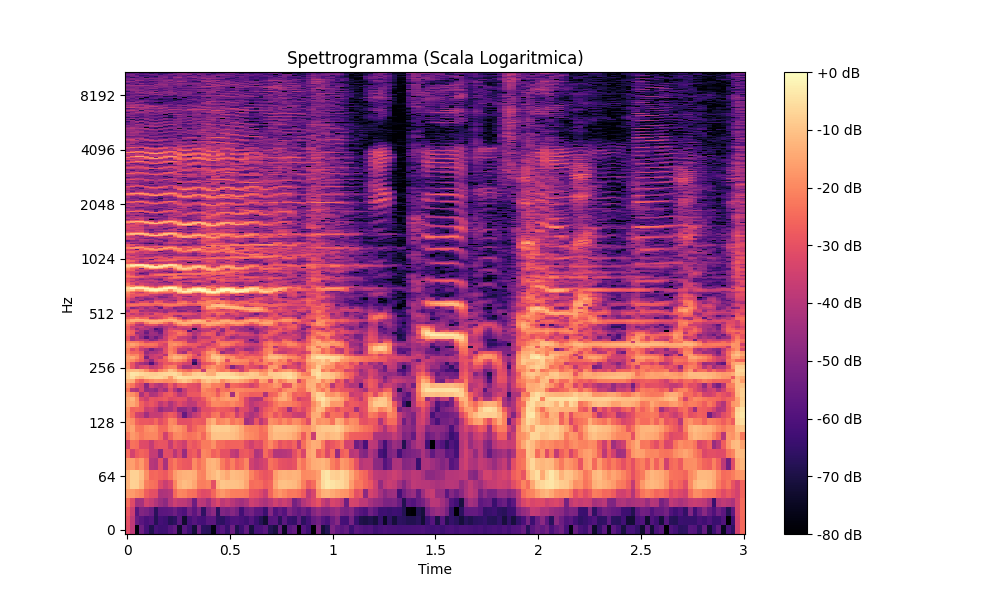 Spettrogramma (Scala Logaritmica)
Hz
8192
4096
2048
1024
512
256
128
64
0
0 0.5 1 1.5 2 2.5 3
Time
+0 dB
-10 dB
-20 dB
-30 dB
-40 dB
-50 dB
-60 dB
-70 dB
-80 dB